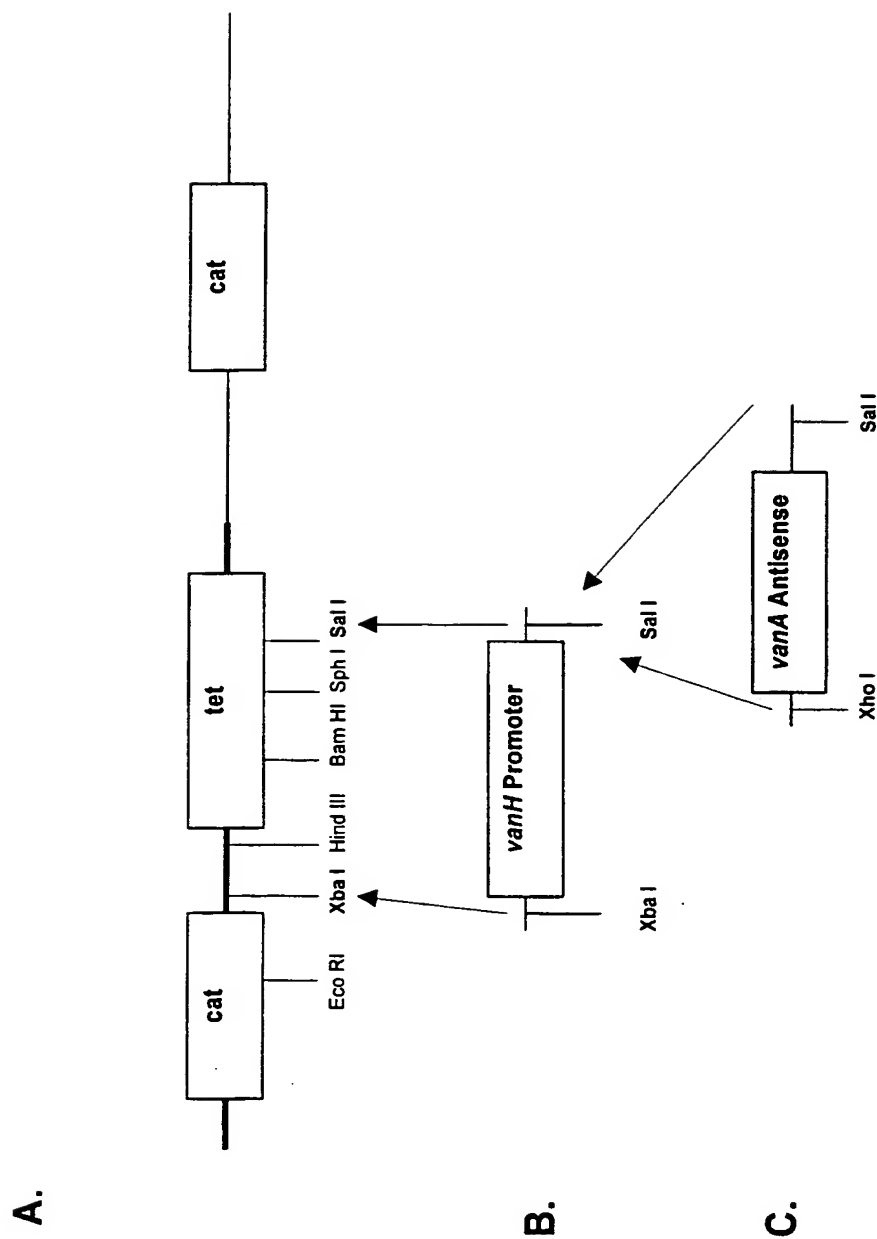 A.
cat
tet
cat
Eco RI
Xba I
Hind III
Bam HI
Sph I
Sal I
B.
vanH Promoter
Xba I
Sal I
C.
vanA Antisense
Xho I
Sal I